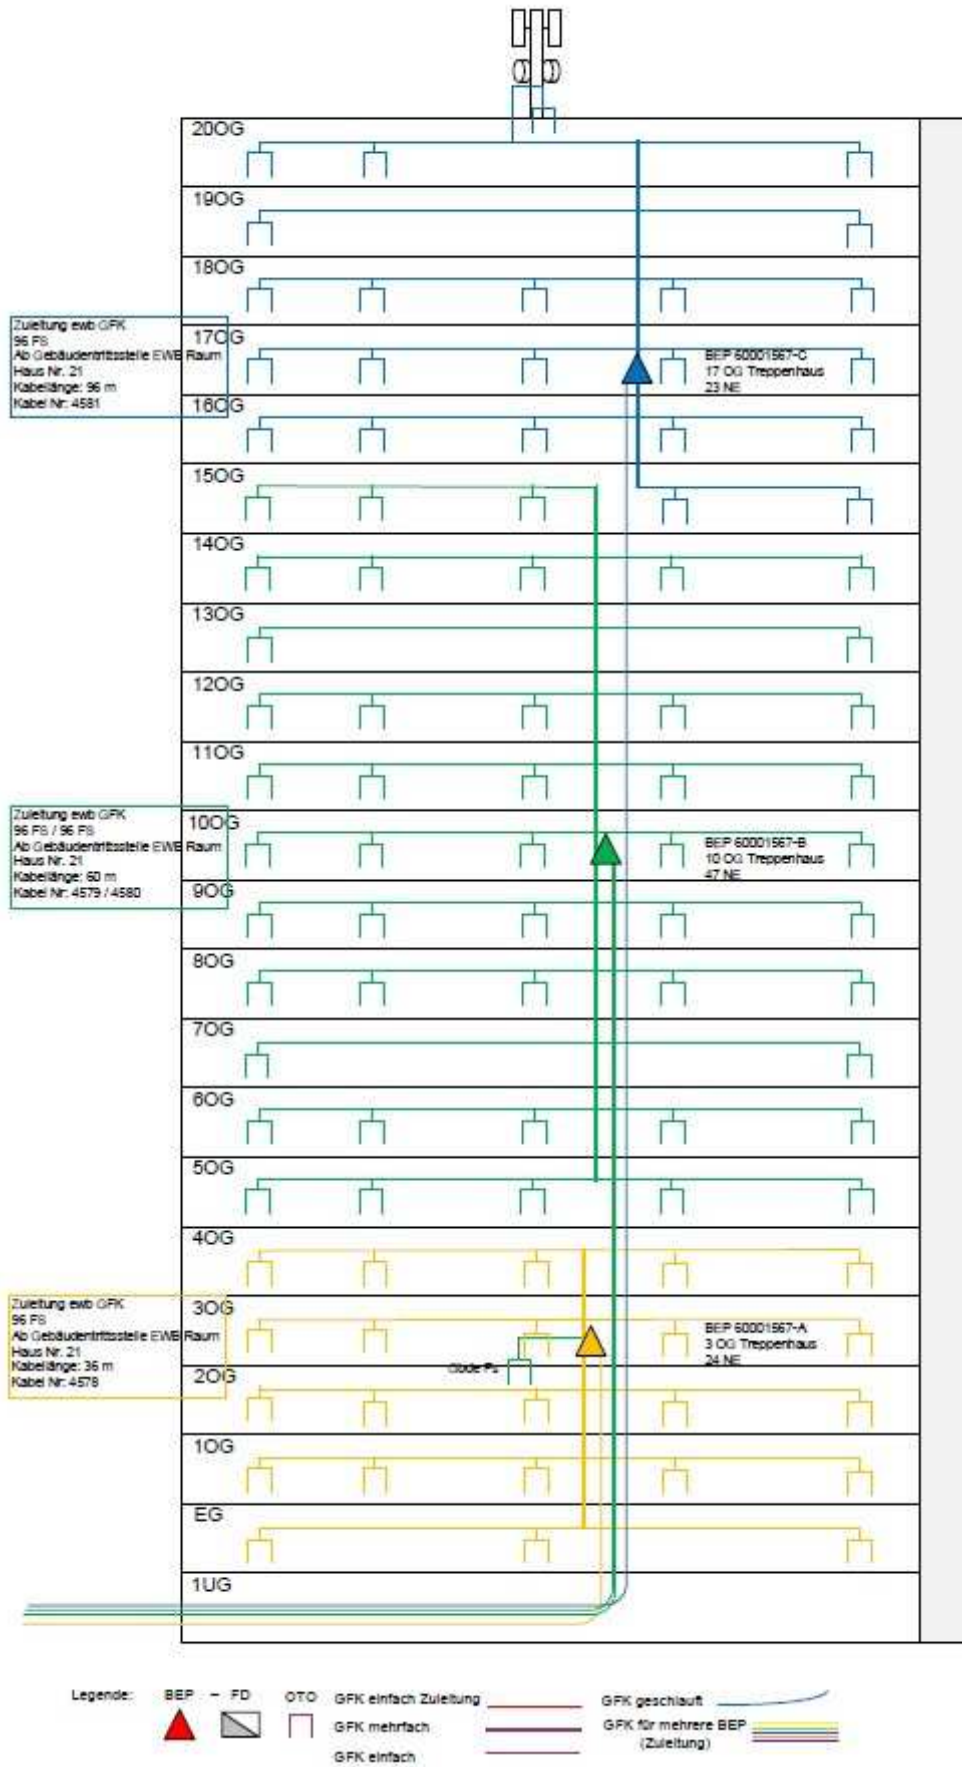 20OG
19OG
18OG
Zuleitung ewb GFK
96 FS
Ab Gebäudentrittsstelle EWB Raum
Haus Nr. 21
Kabellänge: 96 m
Kabel Nr: 4581
17OG
BEP 60001567-C
17 OG Treppenhaus
23 NE
16OG
15OG
14OG
13OG
12OG
11OG
Zuleitung ewb GFK
96 FS / 96 FS
Ab Gebäudentrittsstelle EWB Raum
Haus Nr. 21
Kabellänge: 60 m
Kabel Nr: 4579 / 4580
10OG
BEP 60001567-B
10 OG Treppenhaus
47 NE
9OG
8OG
7OG
6OG
5OG
4OG
Zuleitung ewb GFK
96 FS
Ab Gebäudentrittsstelle EWB Raum
Haus Nr. 21
Kabellänge: 36 m
Kabel Nr: 4578
3OG
BEP 60001567-A
3 OG Treppenhaus
24 NE
2OG
1OG
EG
1UG
Legende: BEP – FD OTO GFK einfach Zuleitung GFK geschlauft
GFK mehrfach GFK für mehrere BEP
(Zuleitung)
GFK einfach